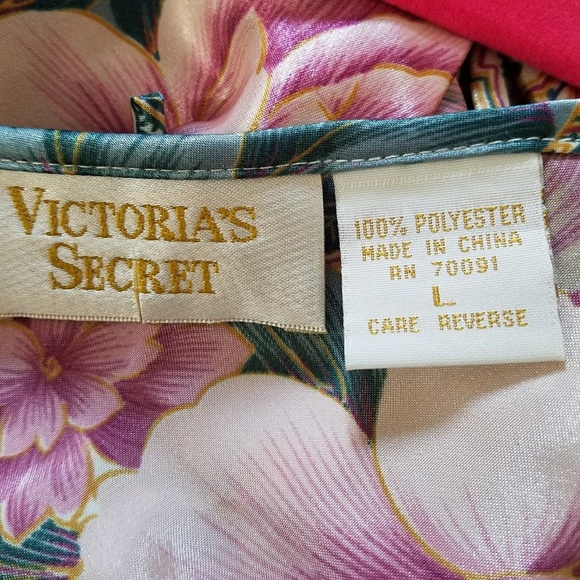 VICTORIA'S
SECRET
100% POLYESTER
MADE IN CHINA
RN 70091
L
CARE REVERSE